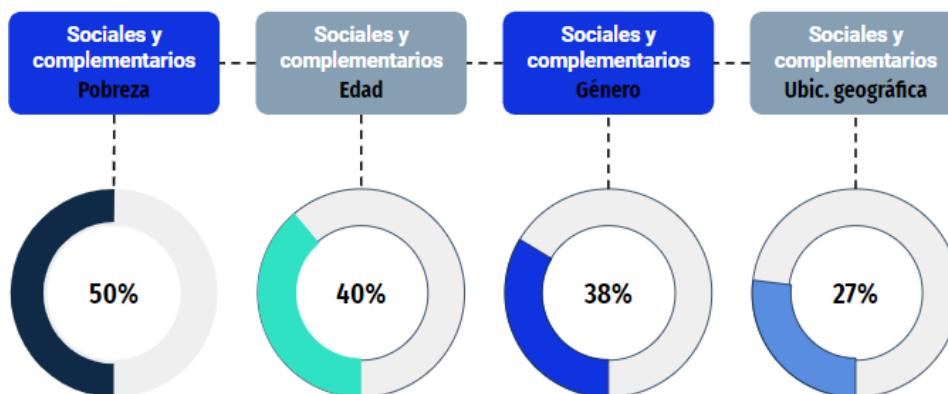 Sociales y
complementarios
Pobreza
Sociales y
complementarios
Edad
Sociales y
complementarios
Género
Sociales y
complementarios
Ubic. geográfica
50%
40%
38%
27%